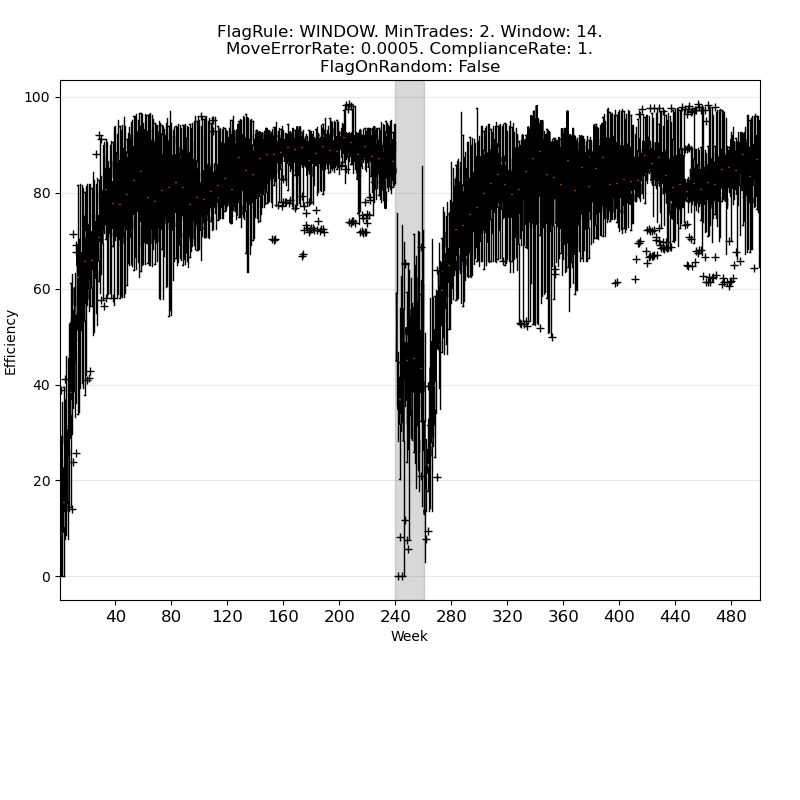 FlagRule: WINDOW. MinTrades: 2. Window: 14.
MoveErrorRate: 0.0005. ComplianceRate: 1.
FlagOnRandom: False
100
80
60
40
20
0
Efficiency
40 80 120 160 200 240 280 320 360 400 440 480
Week